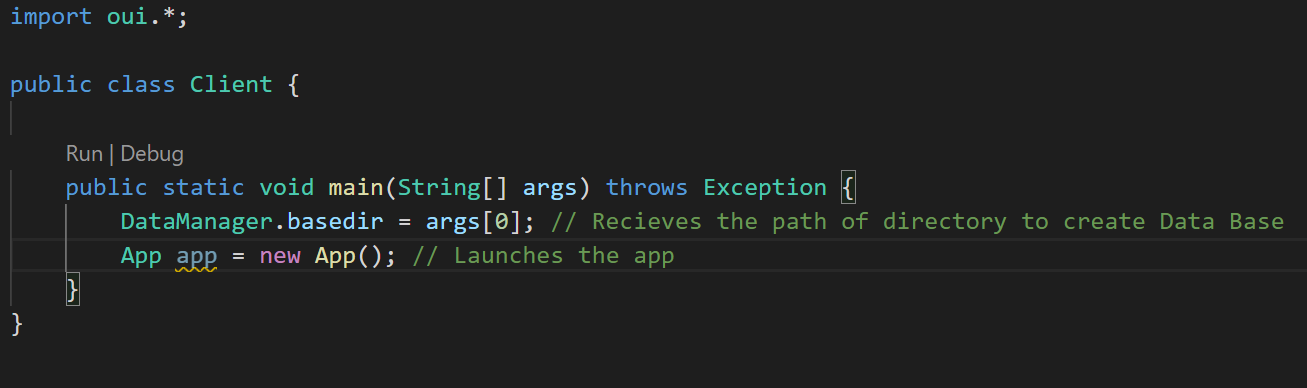 import oui.*;
public class Client {
Run | Debug
public static void main(String[] args) throws Exception {
DataManager.basedir = args[0]; // Recieves the path of directory to create Data Base
App app = new App(); // Launches the app
}
}